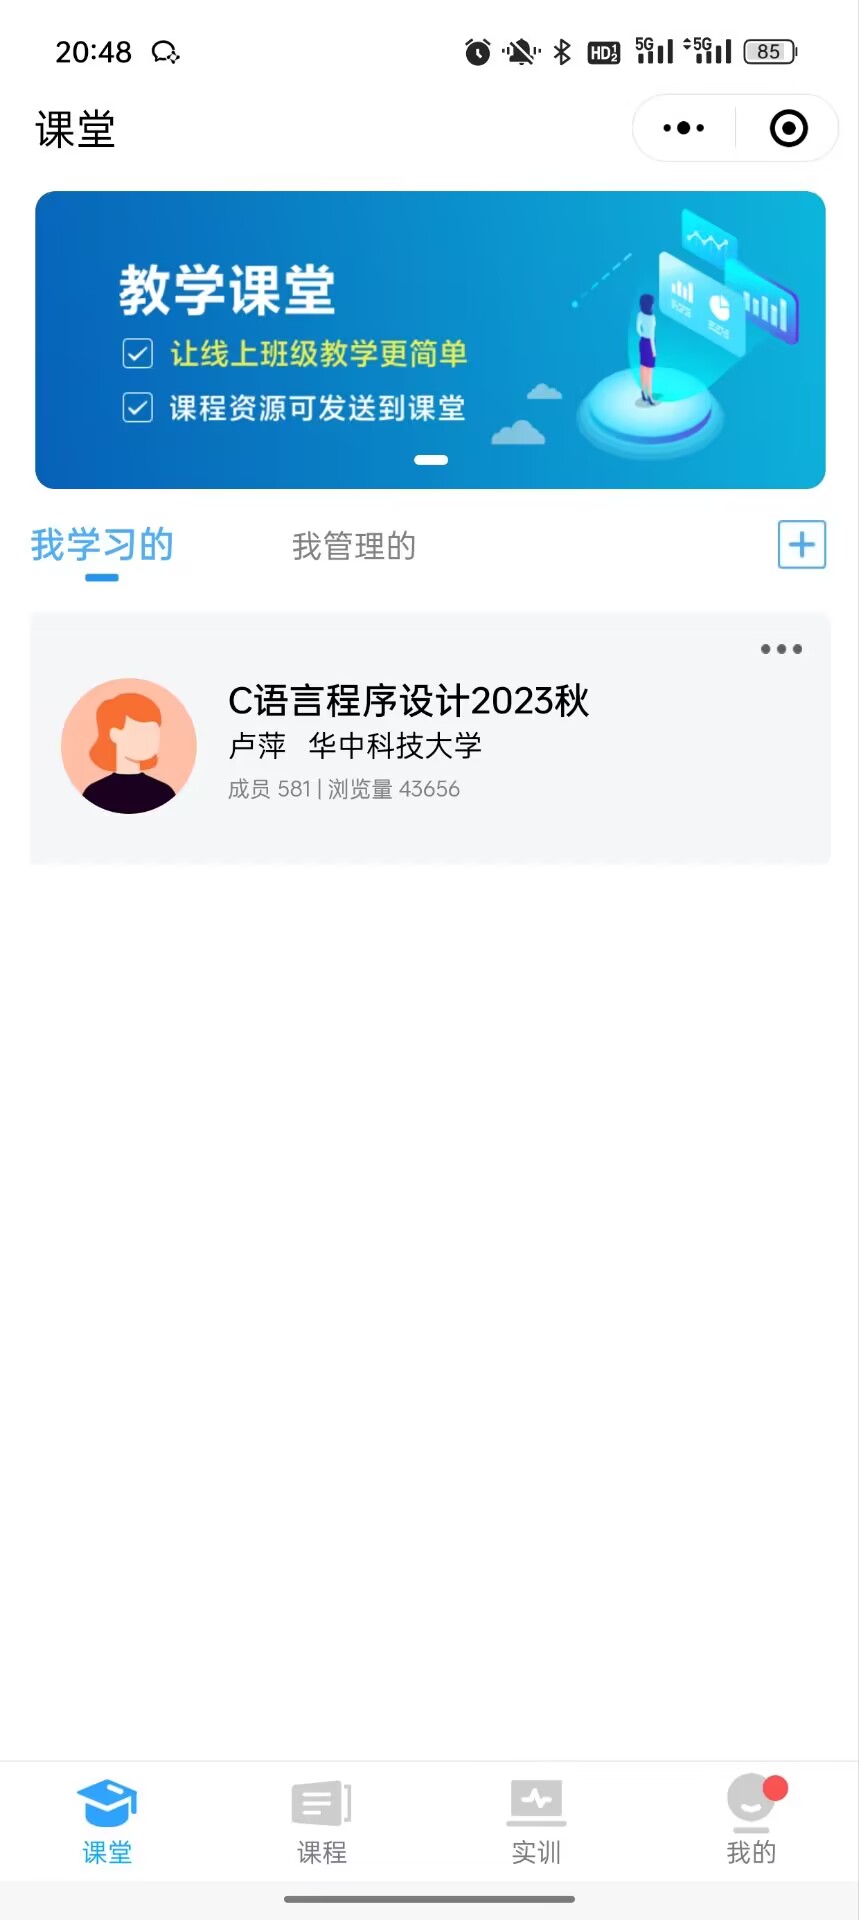 20:48
HD 1 2 5G 5G 85
课堂
教学课堂
让线上班级教学更简单
课程资源可发送到课堂
我学习的 我管理的
C语言程序设计2023秋
卢萍 华中科技大学
成员 581 | 浏览量 43656
课堂 课程 实训 我的